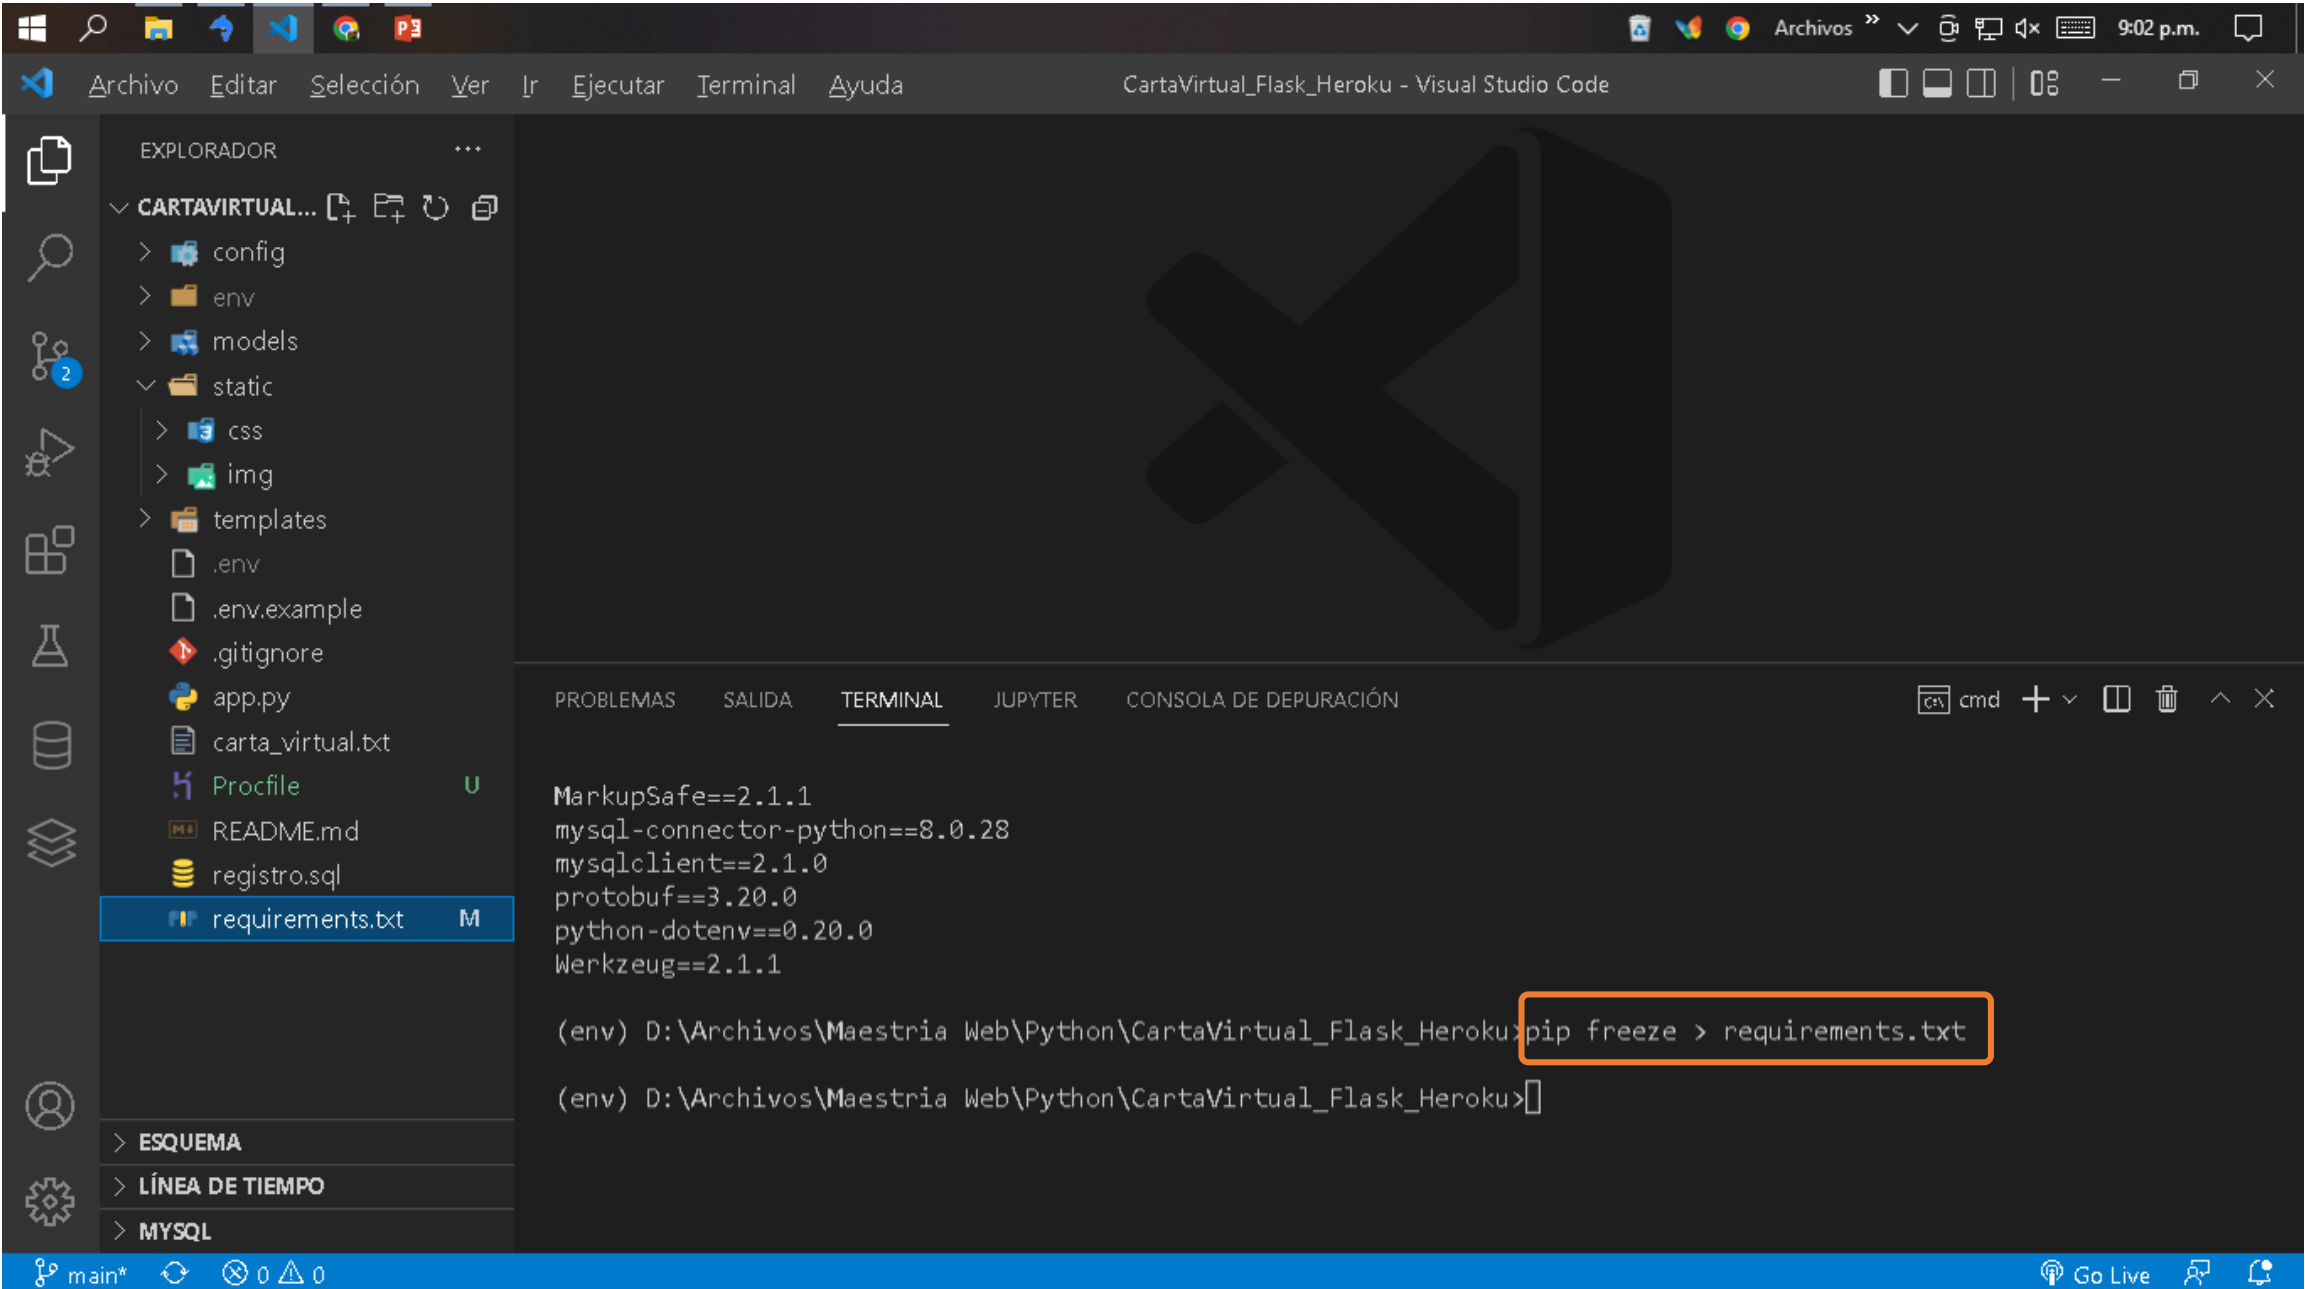 Archivos » 9:02 p.m.
Archivo Editar Selección Ver Ir Ejecutar Terminal Ayuda CartaVirtual_Flask_Heroku - Visual Studio Code
EXPLORADOR ...
CARTAVIRTUAL...
config
env
models
2
static
css
img
templates
.env
.env.example
.gitignore
app.py
carta_virtual.txt
Procfile U
README.md
registro.sql
requirements.txt M
ESQUEMA
LÍNEA DE TIEMPO
MYSQL
PROBLEMAS SALIDA TERMINAL JUPYTER CONSOLA DE DEPURACIÓN cmd
MarkupSafe==2.1.1
mysql-connector-python==8.0.28
mysqlclient==2.1.0
protobuf==3.20.0
python-dotenv==0.20.0
Werkzeug==2.1.1
(env) D:\Archivos\Maestria Web\Python\CartaVirtual_Flask_Heroku>pip freeze > requirements.txt
(env) D:\Archivos\Maestria Web\Python\CartaVirtual_Flask_Heroku>
main* 0 0 Go Live